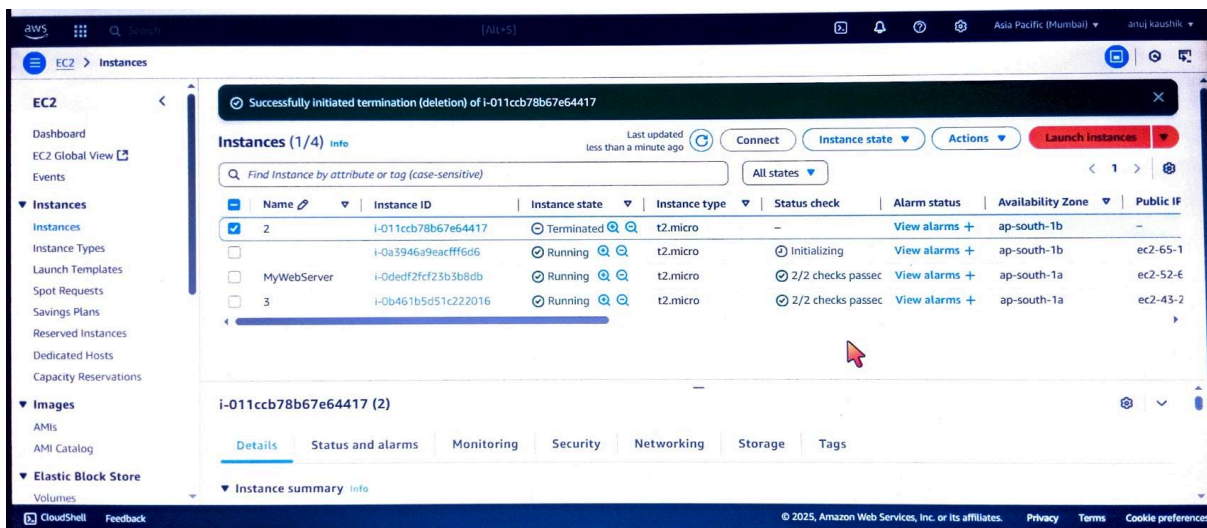 aws
Search
[Alt+S]
Asia Pacific (Mumbai)
anuj kaushik
EC2 > Instances
EC2
Dashboard
EC2 Global View
Events
Instances
Instances
Instance Types
Launch Templates
Spot Requests
Savings Plans
Reserved Instances
Dedicated Hosts
Capacity Reservations
Images
AMIs
AMI Catalog
Elastic Block Store
Volumes
Successfully initiated termination (deletion) of i-011ccb78b67e64417
Instances (1/4) Info
Last updated
less than a minute ago
Connect
Instance state
Actions
Launch instances
Find Instance by attribute or tag (case-sensitive)
All states
< 1 >
Name Instance ID Instance state Instance type Status check Alarm status Availability Zone Public IP
2 i-011ccb78b67e64417 Terminated t2.micro – View alarms + ap-south-1b –
i-0a3946a9eacfff6d6 Running t2.micro Initializing View alarms + ap-south-1b ec2-65-1
MyWebServer i-0dedf2fcf23b3b8db Running t2.micro 2/2 checks passec View alarms + ap-south-1a ec2-52-6
3 i-0b461b5d51c222016 Running t2.micro 2/2 checks passec View alarms + ap-south-1a ec2-43-2
i-011ccb78b67e64417 (2)
Details Status and alarms Monitoring Security Networking Storage Tags
Instance summary Info
CloudShell Feedback
© 2025, Amazon Web Services, Inc. or its affiliates. Privacy Terms Cookie preferences